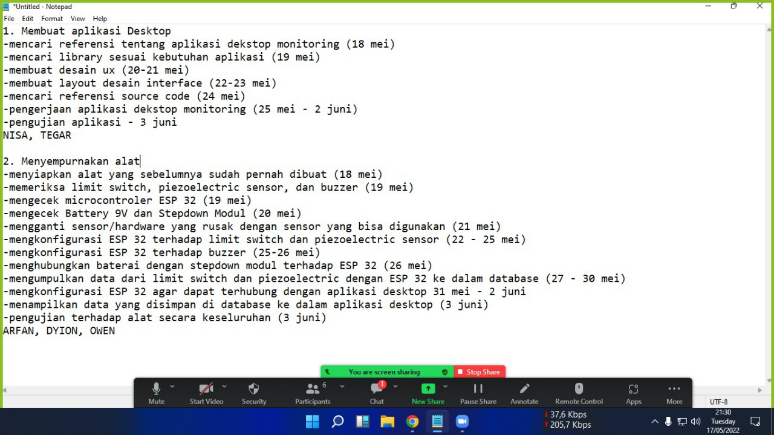 *Untitled - Notepad
File Edit Format View Help
1. Membuat aplikasi Desktop
-mencari referensi tentang aplikasi dekstop monitoring (18 mei)
-mencari library sesuai kebutuhan aplikasi (19 mei)
-membuat desain ux (20-21 mei)
-membuat layout desain interface (22-23 mei)
-mencari referensi source code (24 mei)
-pengerjaan aplikasi dekstop monitoring (25 mei - 2 juni)
-pengujian aplikasi - 3 juni
NISA, TEGAR
2. Menyempurnakan alat
-menyiapkan alat yang sebelumnya sudah pernah dibuat (18 mei)
-memeriksa limit switch, piezoelectric sensor, dan buzzer (19 mei)
-mengecek microcontroler ESP 32 (19 mei)
-mengecek Battery 9V dan Stepdown Modul (20 mei)
-mengganti sensor/hardware yang rusak dengan sensor yang bisa digunakan (21 mei)
-mengkonfigurasi ESP 32 terhadap limit switch dan piezoelectric sensor (22 - 25 mei)
-mengkonfigurasi ESP 32 terhadap buzzer (25-26 mei)
-menghubungkan baterai dengan stepdown modul terhadap ESP 32 (26 mei)
-mengumpulkan data dari limit switch dan piezoelectric dengan ESP 32 ke dalam database (27 - 30 mei)
-mengkonfigurasi ESP 32 agar dapat terhubung dengan aplikasi desktop 31 mei - 2 juni
-menampilkan data yang disimpan di database ke dalam aplikasi desktop (3 juni)
-pengujian terhadap alat secara keseluruhan (3 juni)
ARFAN, DYION, OWEN
You are screen sharing Stop Share
6 1
Mute Start Video Security Participants Chat New Share Pause Share Annotate Remote Control Apps More
UTF-8
37,6 Kbps
205,7 Kbps
21:30
Tuesday
17/05/2022